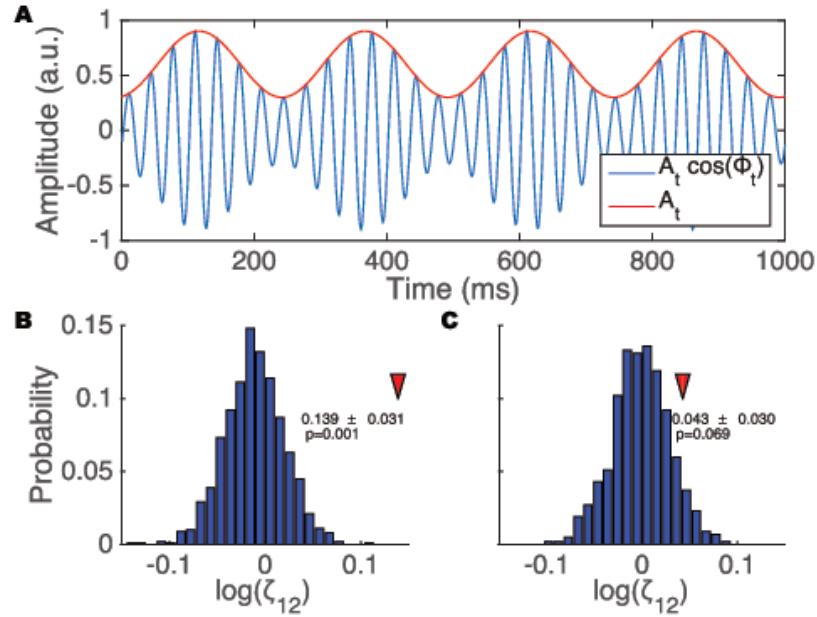 A
Amplitude (a.u.)
1
0.5
0
-0.5
-1
A_t cos(Φ_t)
A_t
0 200 400 600 800 1000
Time (ms)
B
Probability
0.15
0.1
0.05
0
0.139 ± 0.031
p=0.001
-0.1 0 0.1
log(ζ_12)
C
0.043 ± 0.030
p=0.069
-0.1 0 0.1
log(ζ_12)